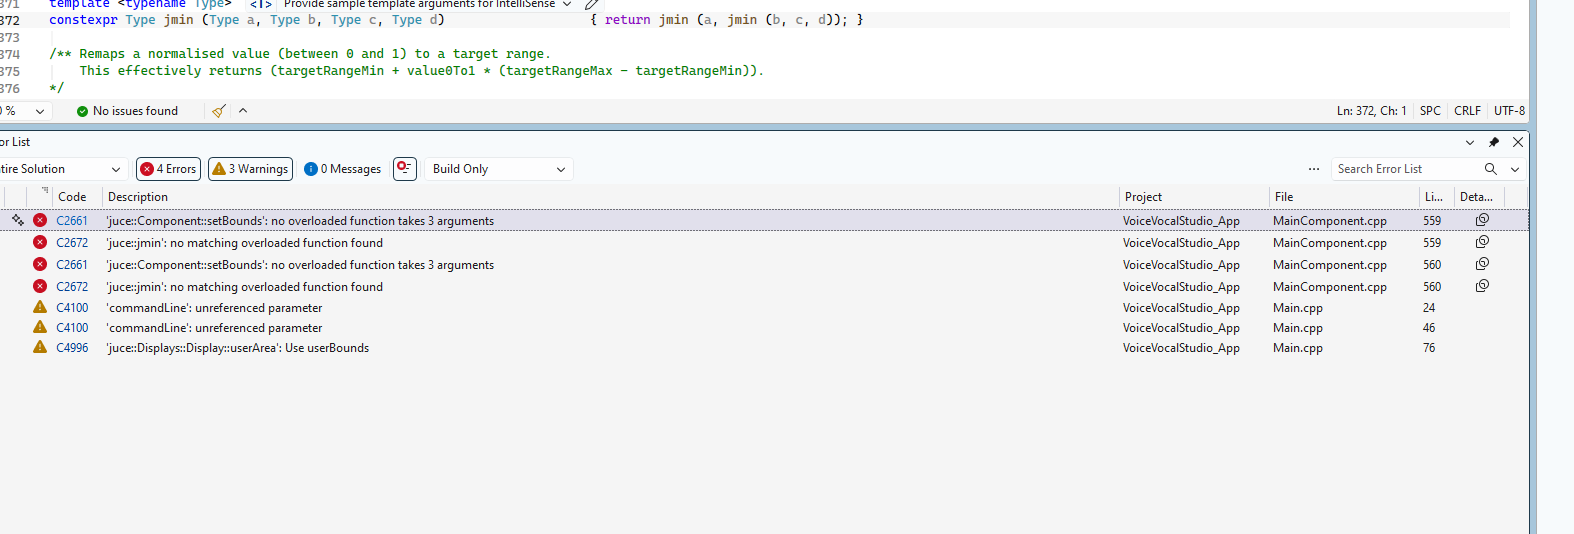 371 template <typename Type> <T> Provide sample template arguments for IntelliSense
372 constexpr Type jmin (Type a, Type b, Type c, Type d) { return jmin (a, jmin (b, c, d)); }
373
374 /** Remaps a normalised value (between 0 and 1) to a target range.
375 This effectively returns (targetRangeMin + value0To1 * (targetRangeMax - targetRangeMin)).
376 */
0 % No issues found Ln: 372, Ch: 1 SPC CRLF UTF-8
or List
tire Solution 4 Errors 3 Warnings 0 Messages Build Only ... Search Error List
Code Description Project File Li... Deta...
C2661 'juce::Component::setBounds': no overloaded function takes 3 arguments VoiceVocalStudio_App MainComponent.cpp 559
C2672 'juce::jmin': no matching overloaded function found VoiceVocalStudio_App MainComponent.cpp 559
C2661 'juce::Component::setBounds': no overloaded function takes 3 arguments VoiceVocalStudio_App MainComponent.cpp 560
C2672 'juce::jmin': no matching overloaded function found VoiceVocalStudio_App MainComponent.cpp 560
C4100 'commandLine': unreferenced parameter VoiceVocalStudio_App Main.cpp 24
C4100 'commandLine': unreferenced parameter VoiceVocalStudio_App Main.cpp 46
C4996 'juce::Displays::Display::userArea': Use userBounds VoiceVocalStudio_App Main.cpp 76